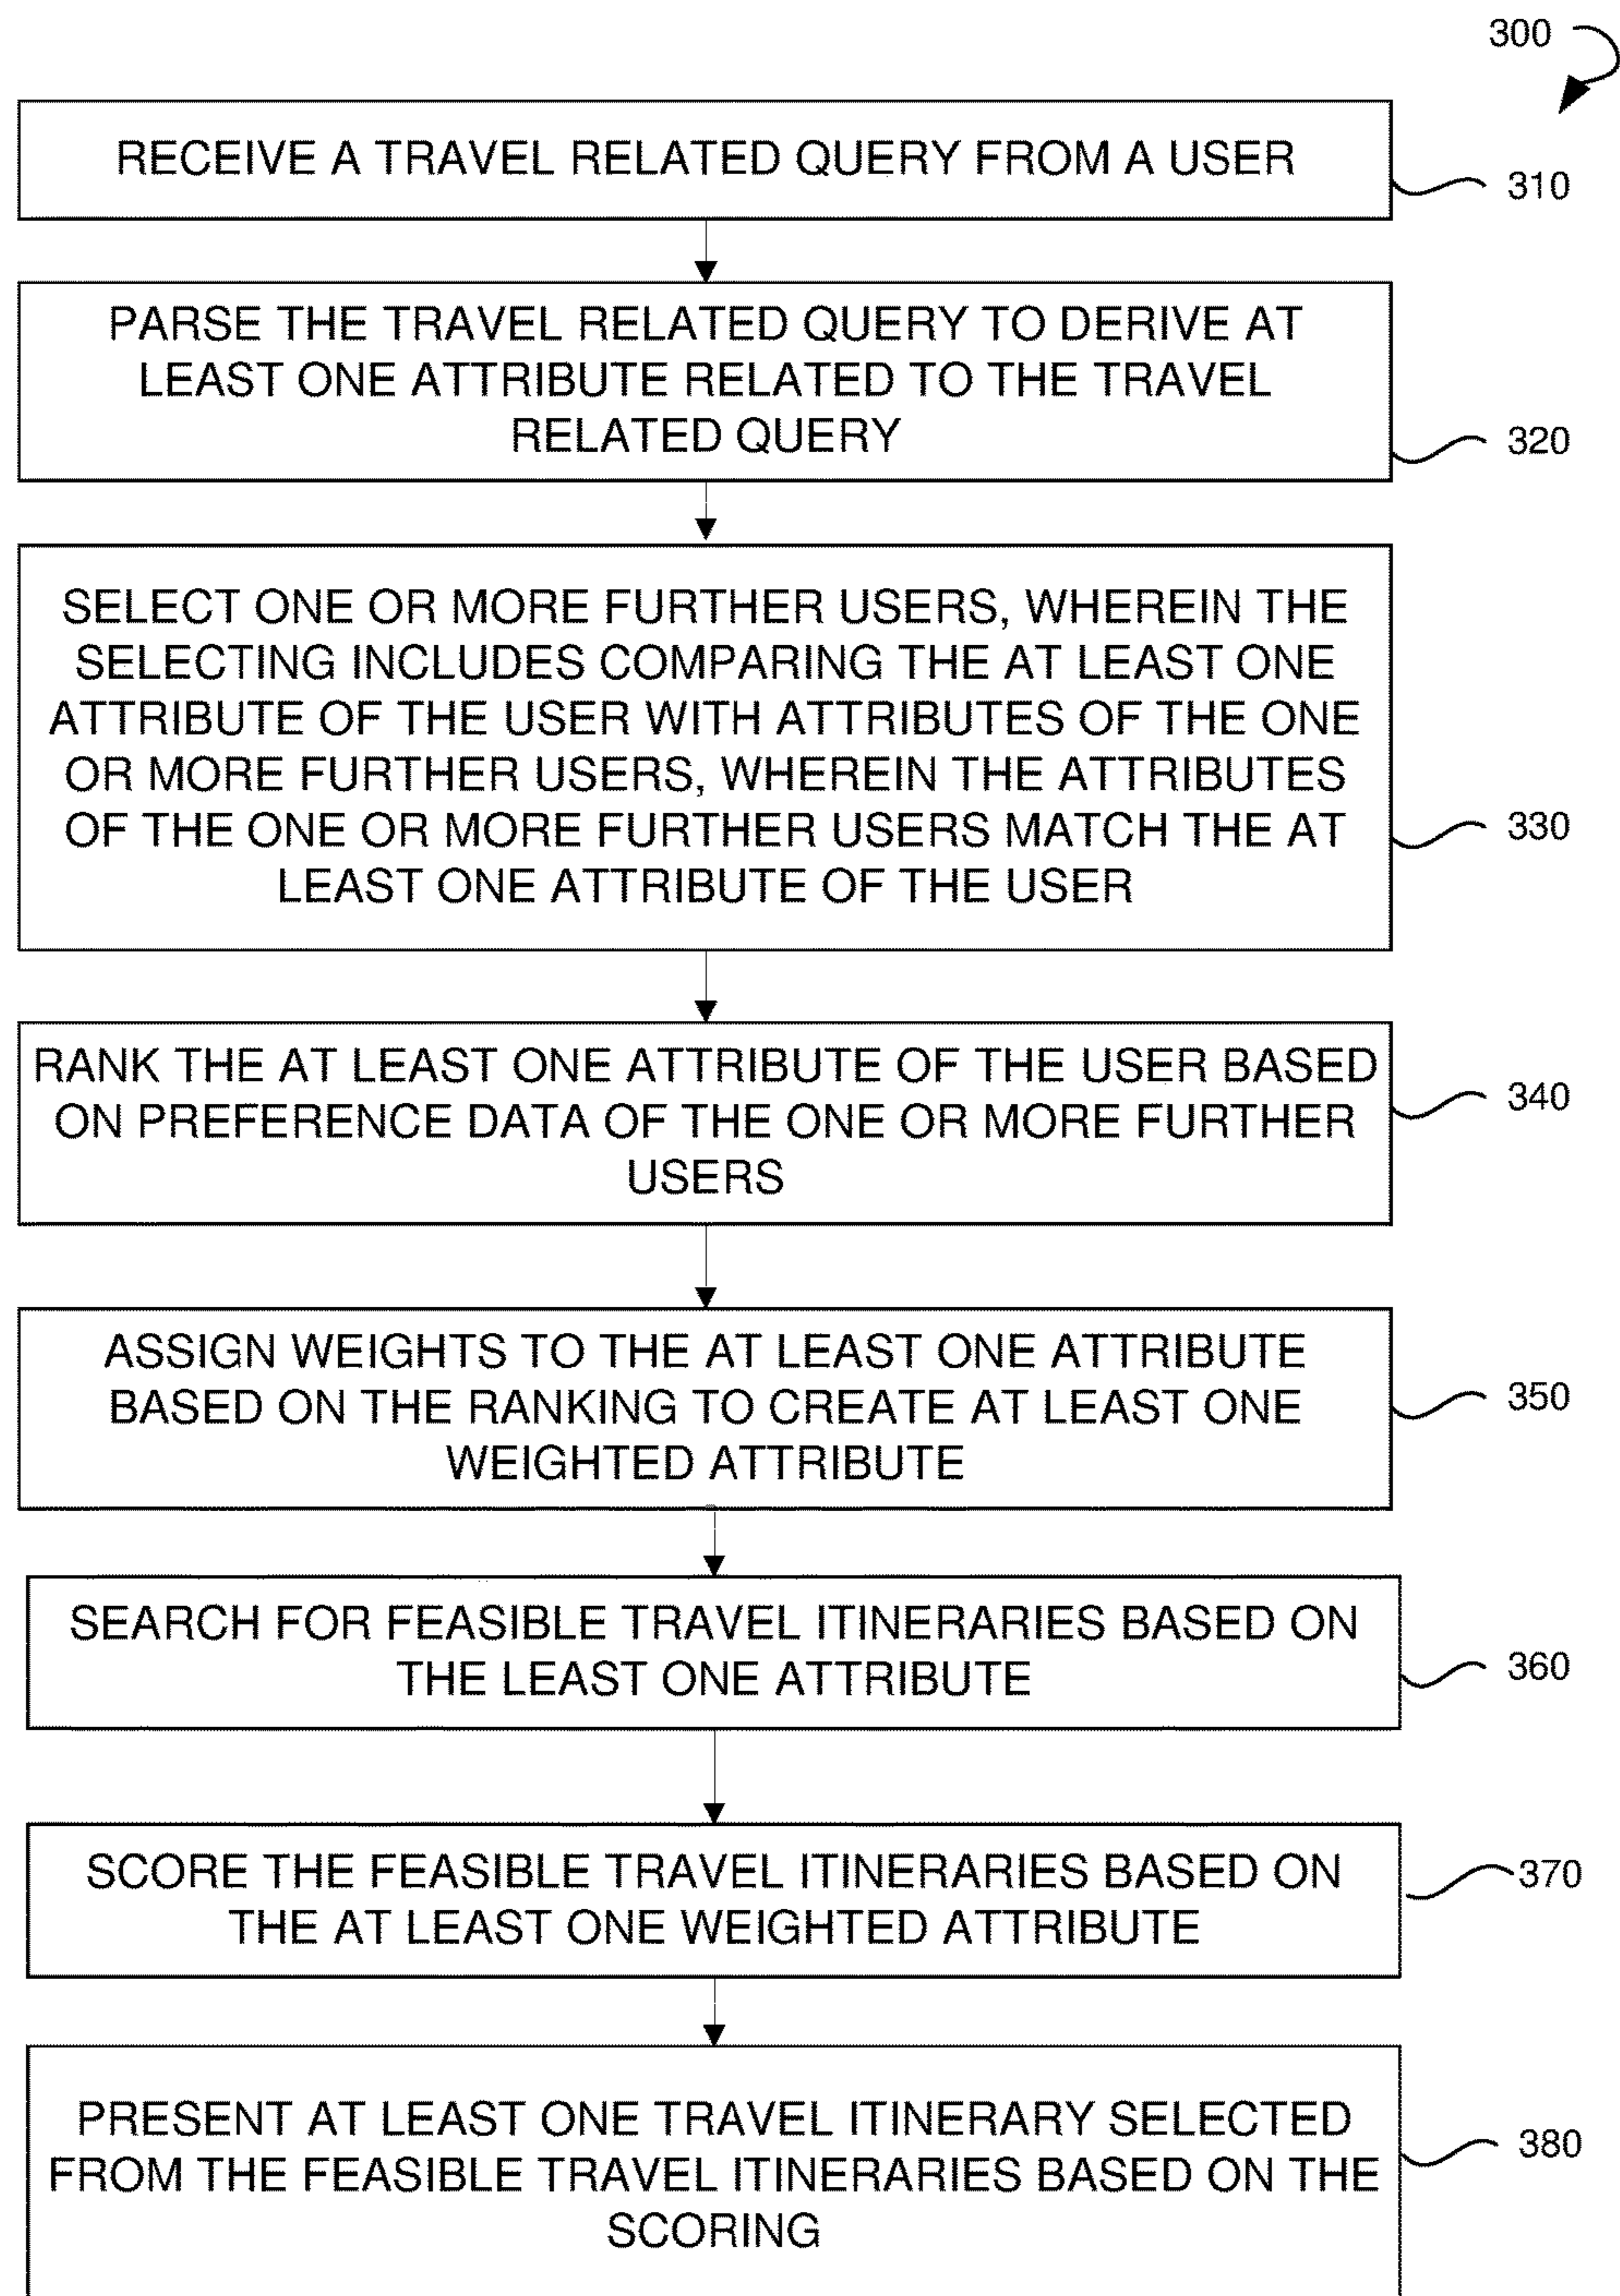 300
RECEIVE A TRAVEL RELATED QUERY FROM A USER
310
PARSE THE TRAVEL RELATED QUERY TO DERIVE AT
LEAST ONE ATTRIBUTE RELATED TO THE TRAVEL
RELATED QUERY
320
SELECT ONE OR MORE FURTHER USERS, WHEREIN THE
SELECTING INCLUDES COMPARING THE AT LEAST ONE
ATTRIBUTE OF THE USER WITH ATTRIBUTES OF THE ONE
OR MORE FURTHER USERS, WHEREIN THE ATTRIBUTES
OF THE ONE OR MORE FURTHER USERS MATCH THE AT
LEAST ONE ATTRIBUTE OF THE USER
330
RANK THE AT LEAST ONE ATTRIBUTE OF THE USER BASED
ON PREFERENCE DATA OF THE ONE OR MORE FURTHER
USERS
340
ASSIGN WEIGHTS TO THE AT LEAST ONE ATTRIBUTE
BASED ON THE RANKING TO CREATE AT LEAST ONE
WEIGHTED ATTRIBUTE
350
SEARCH FOR FEASIBLE TRAVEL ITINERARIES BASED ON
THE LEAST ONE ATTRIBUTE
360
SCORE THE FEASIBLE TRAVEL ITINERARIES BASED ON
THE AT LEAST ONE WEIGHTED ATTRIBUTE
370
PRESENT AT LEAST ONE TRAVEL ITINERARY SELECTED
FROM THE FEASIBLE TRAVEL ITINERARIES BASED ON THE
SCORING
380